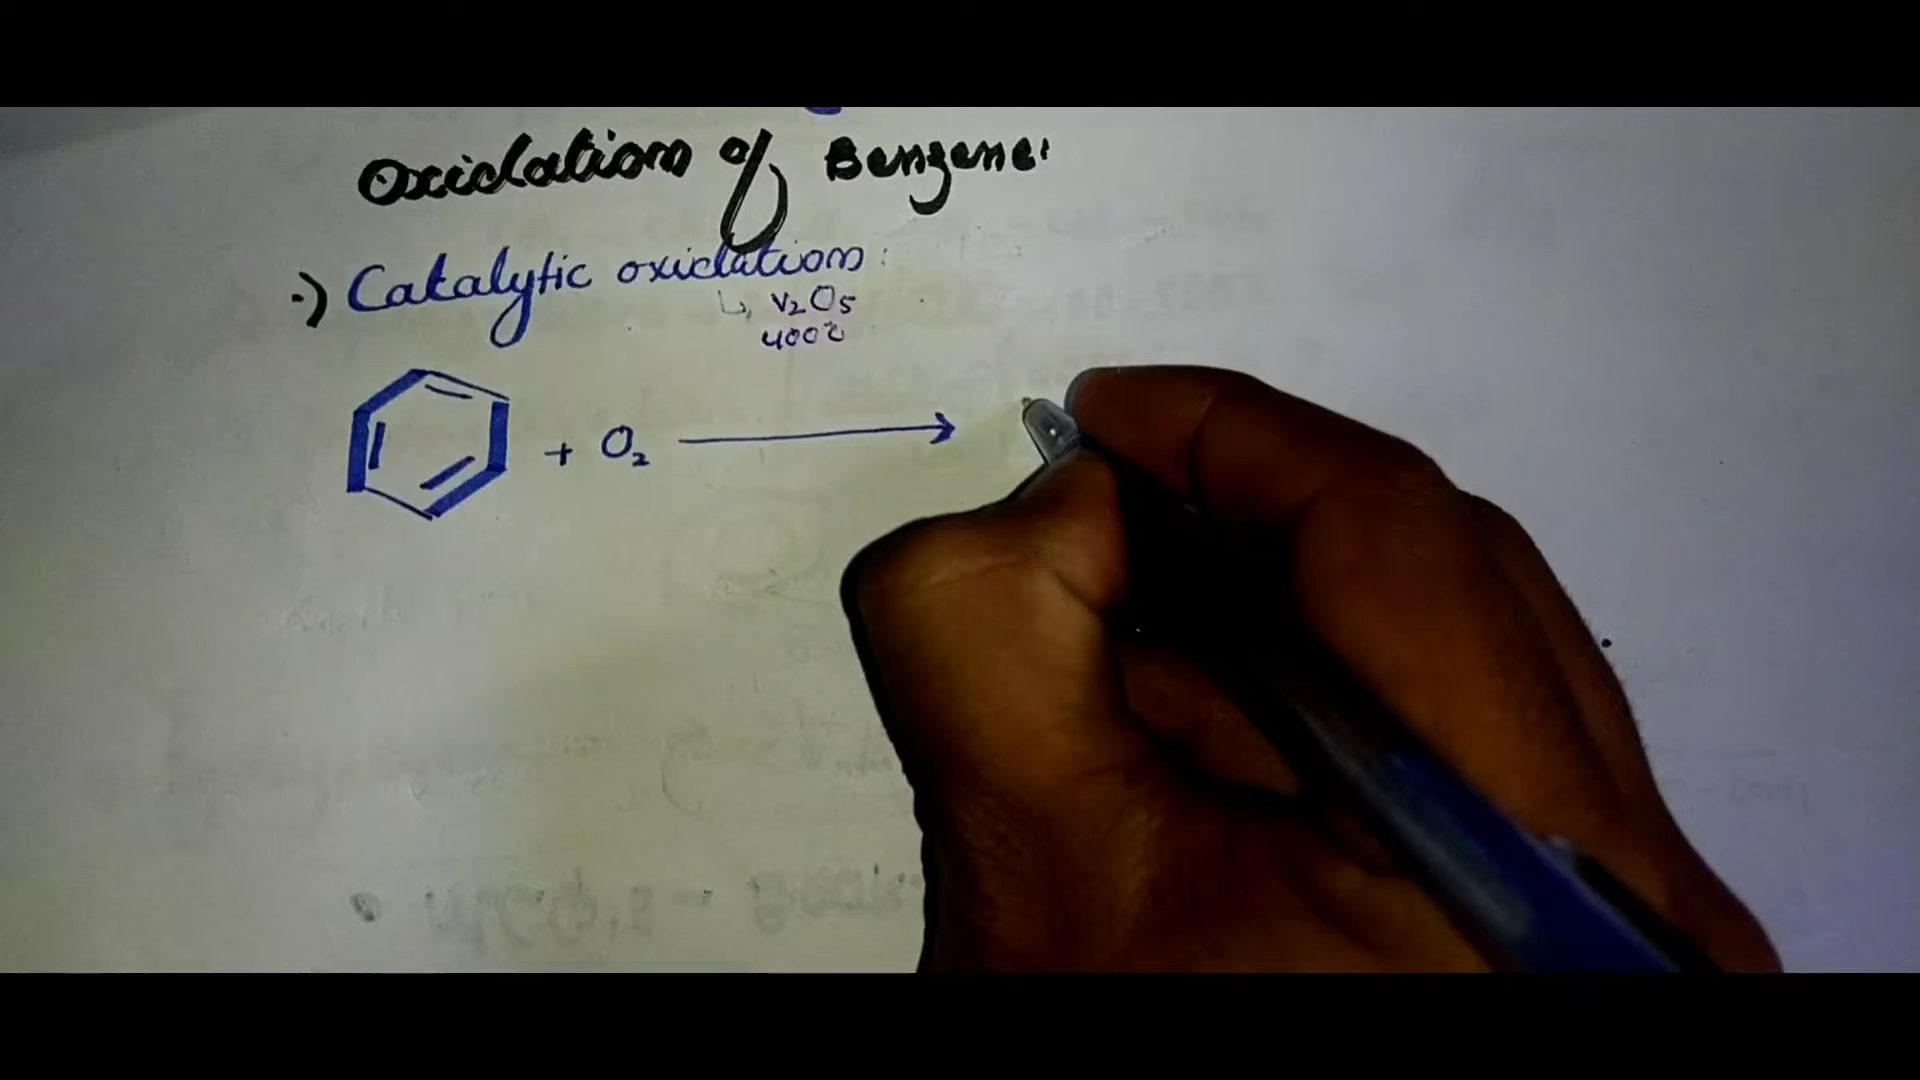 Oxidation of Benzene:
•) Catalytic oxidation:
↳ V₂O₅
400°C
+ O₂ ⟶